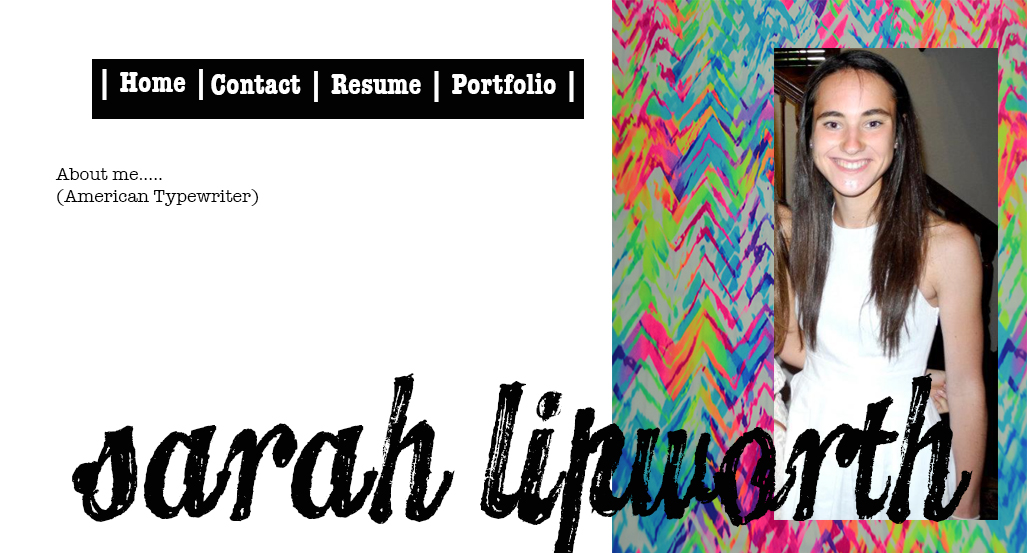 | Home | Contact | Resume | Portfolio |
About me.....
(American Typewriter)
sarah lipworth